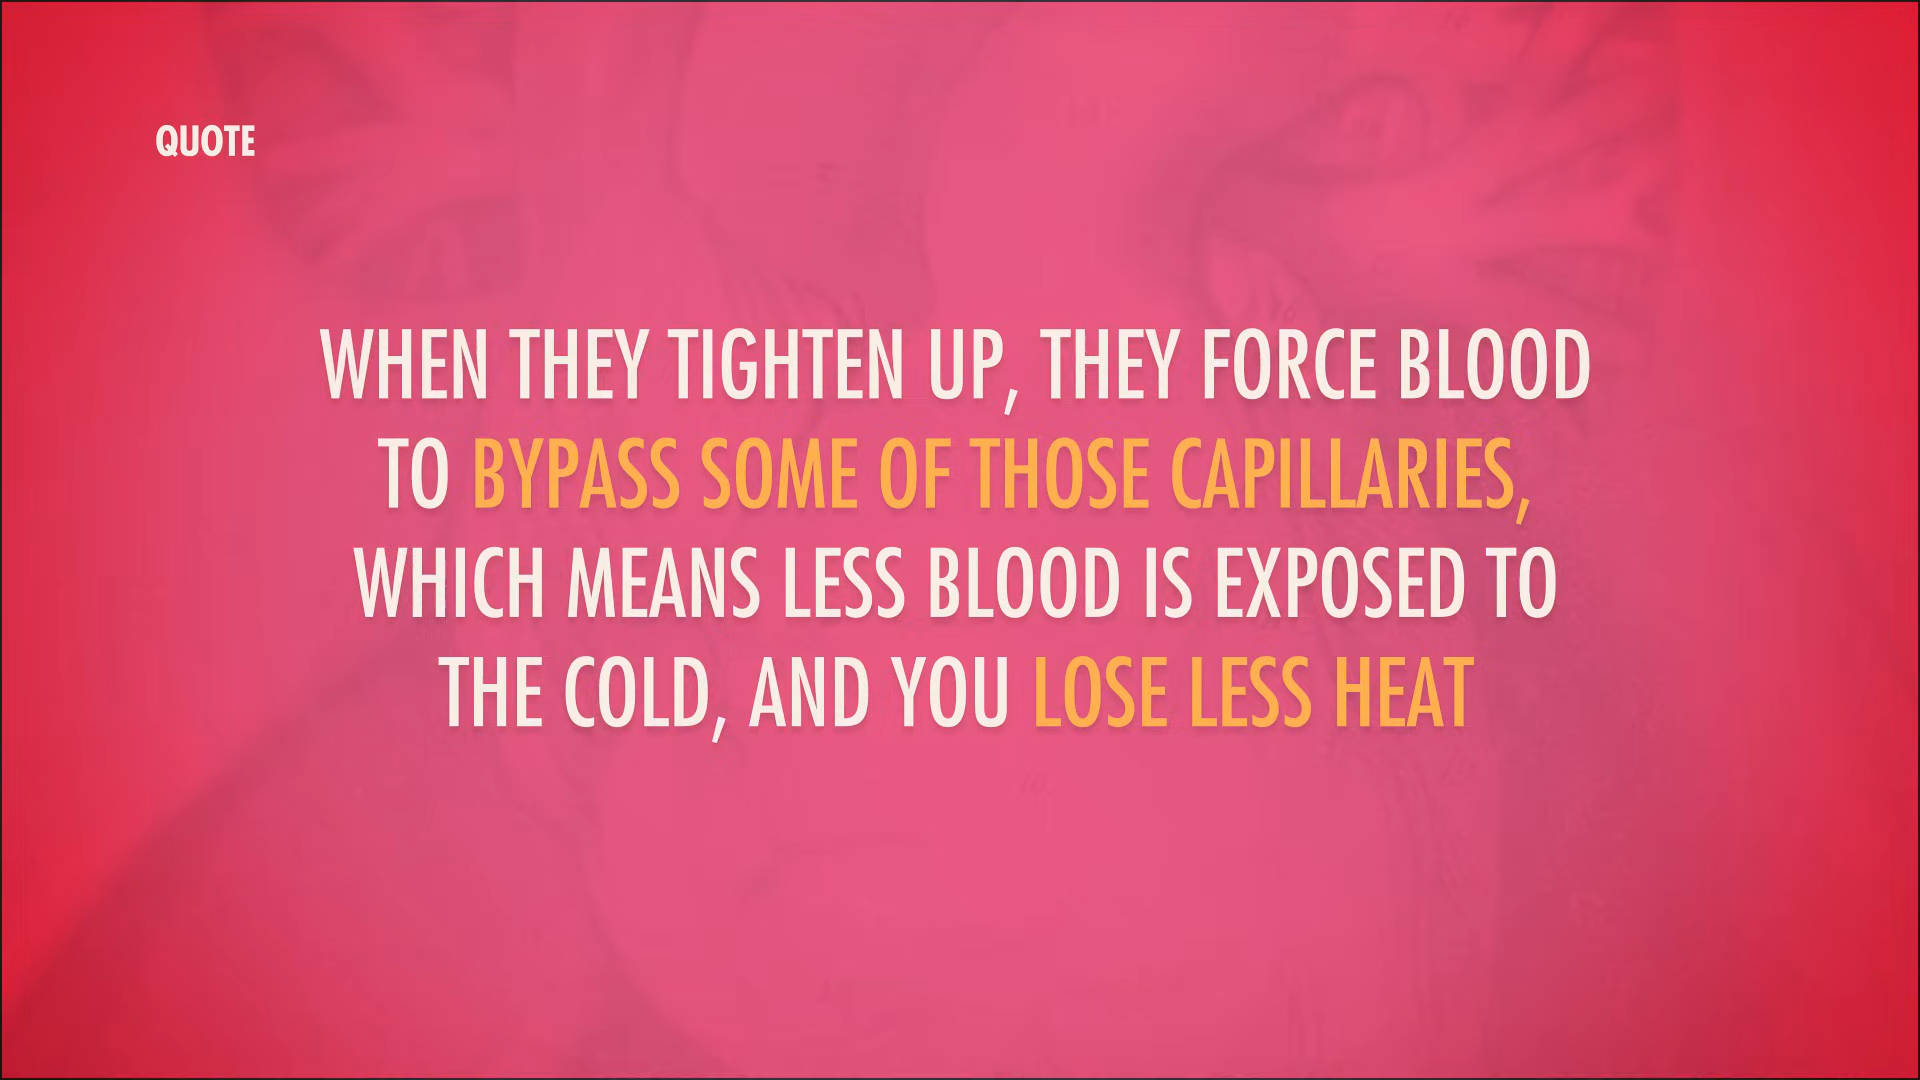 QUOTE
WHEN THEY TIGHTEN UP, THEY FORCE BLOOD
TO BYPASS SOME OF THOSE CAPILLARIES,
WHICH MEANS LESS BLOOD IS EXPOSED TO
THE COLD, AND YOU LOSE LESS HEAT